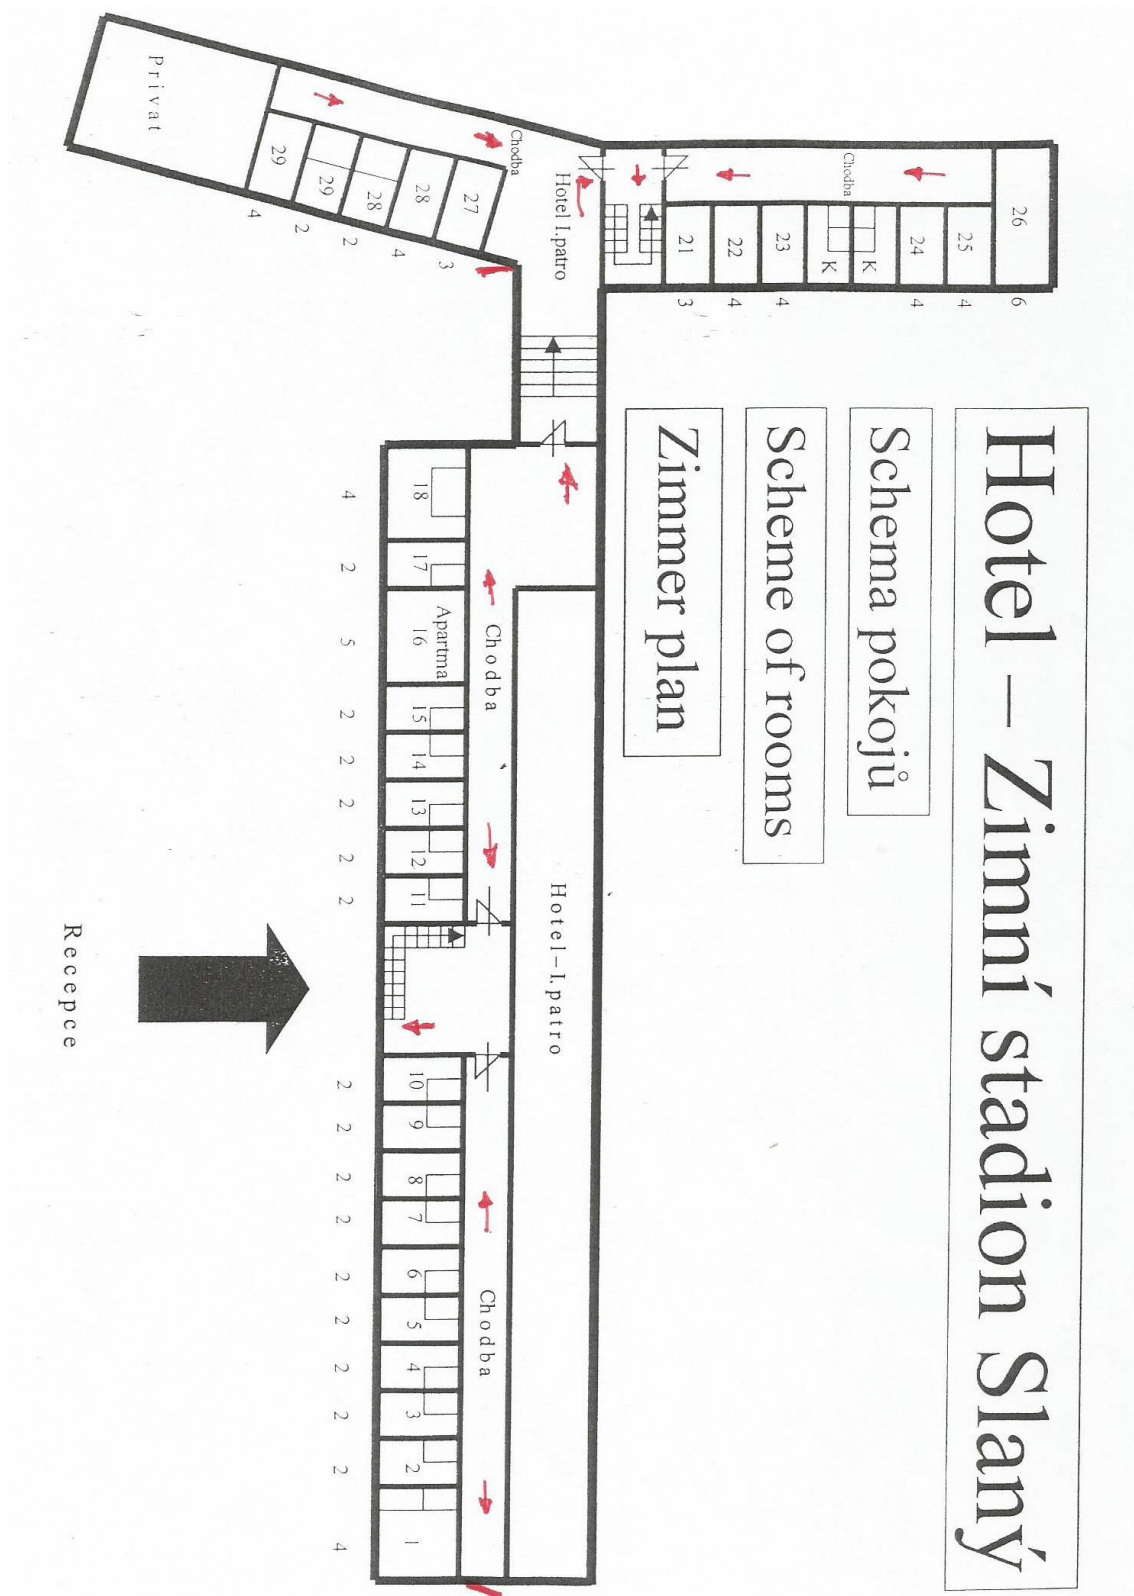 Hotel – Zimní stadion Slaný
Schema pokojů
Scheme of rooms
Zimmer plan
26 6
25 4
24 4
K
K
23 4
22 4
21 3
Chodba
Hotel I.patro
Chodba
27 3
28 4
28 2
29 2
29 4
Privat
Hotel–I.patro
Chodba
Chodba
Apartma
18 17 16 15 14 13 12 11 10 9 8 7 6 5 4 3 2 1
4 2 5 2 2 2 2 2 2 2 2 2 2 2 2 2 2 4
Recepce